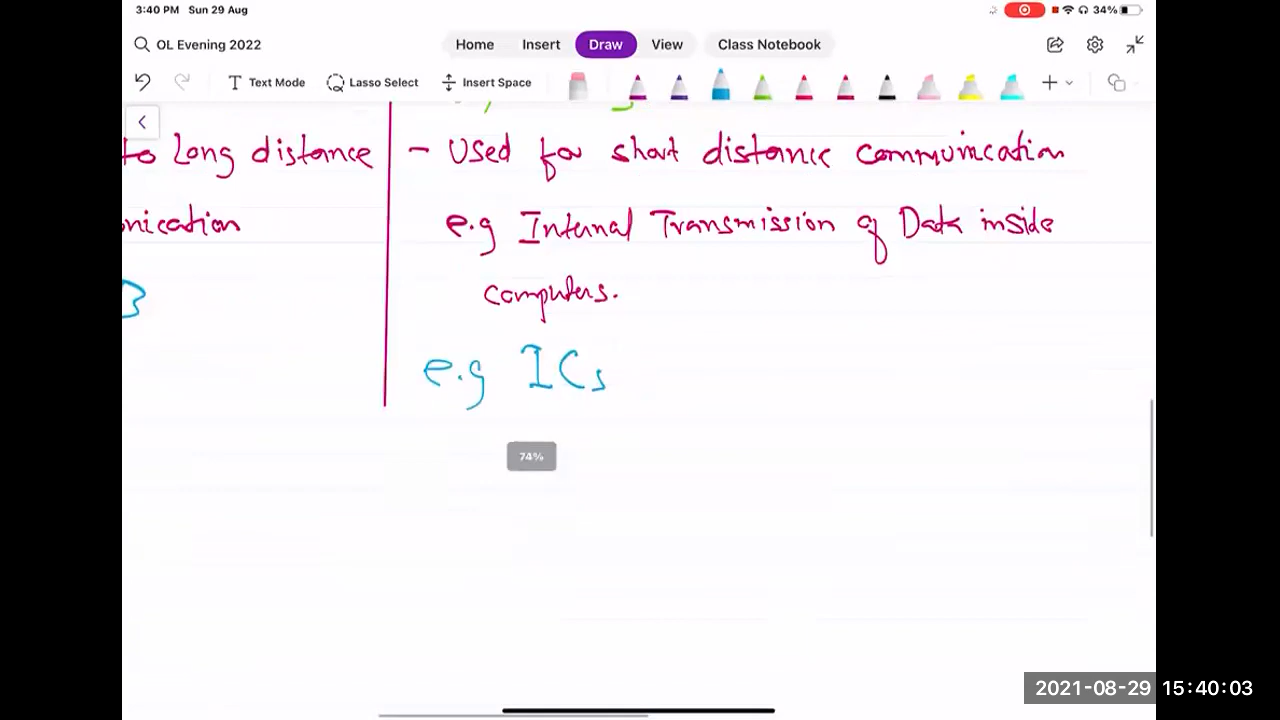 3:40 PM Sun 29 Aug
34%
OL Evening 2022
Home Insert Draw View Class Notebook
Text Mode Lasso Select Insert Space
to Long distance
- Used for short distance communication
nication
e.g Internal Transmission of Data inside
computers.
e.g ICs
74%
2021-08-29 15:40:03